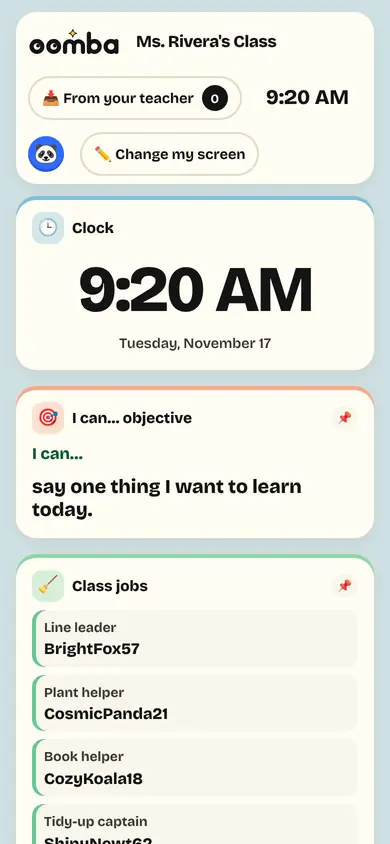 oomba
Ms. Rivera's Class
From your teacher 0
9:20 AM
Change my screen
Clock
9:20 AM
Tuesday, November 17
I can... objective
I can...
say one thing I want to learn
today.
Class jobs
Line leader
BrightFox57
Plant helper
CosmicPanda21
Book helper
CozyKoala18
Tidy-up captain
ShinyNewt62